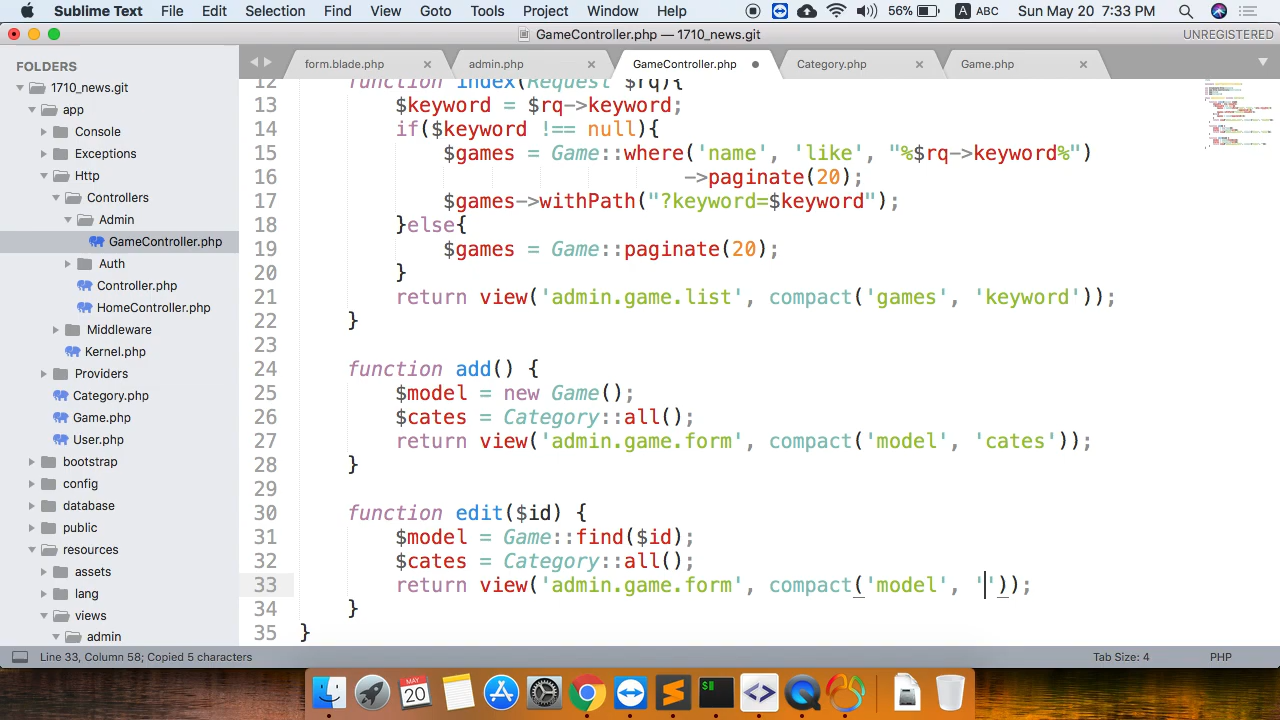 Sublime Text File Edit Selection Find View Goto Tools Project Window Help 56% A ABC Sun May 20 7:33 PM
GameController.php — 1710_news.git UNREGISTERED
FOLDERS
1710_news.git
app
Console
Exceptions
Http
Controllers
Admin
GameController.php
Auth
Controller.php
HomeController.php
Middleware
Kernel.php
Providers
Category.php
Game.php
User.php
bootstrap
config
database
public
resources
assets
lang
views
admin
form.blade.php × admin.php × GameController.php Category.php × Game.php ×
12 function index(Request $rq){
13 $keyword = $rq->keyword;
14 if($keyword !== null){
15 $games = Game::where('name', 'like', "%$rq->keyword%")
16 ->paginate(20);
17 $games->withPath("?keyword=$keyword");
18 }else{
19 $games = Game::paginate(20);
20 }
21 return view('admin.game.list', compact('games', 'keyword'));
22 }
23
24 function add() {
25 $model = new Game();
26 $cates = Category::all();
27 return view('admin.game.form', compact('model', 'cates'));
28 }
29
30 function edit($id) {
31 $model = Game::find($id);
32 $cates = Category::all();
33 return view('admin.game.form', compact('model', ''));
34 }
35 }
Line 33, Column 58; Copied 5 characters Tab Size: 4 PHP
MAY
20